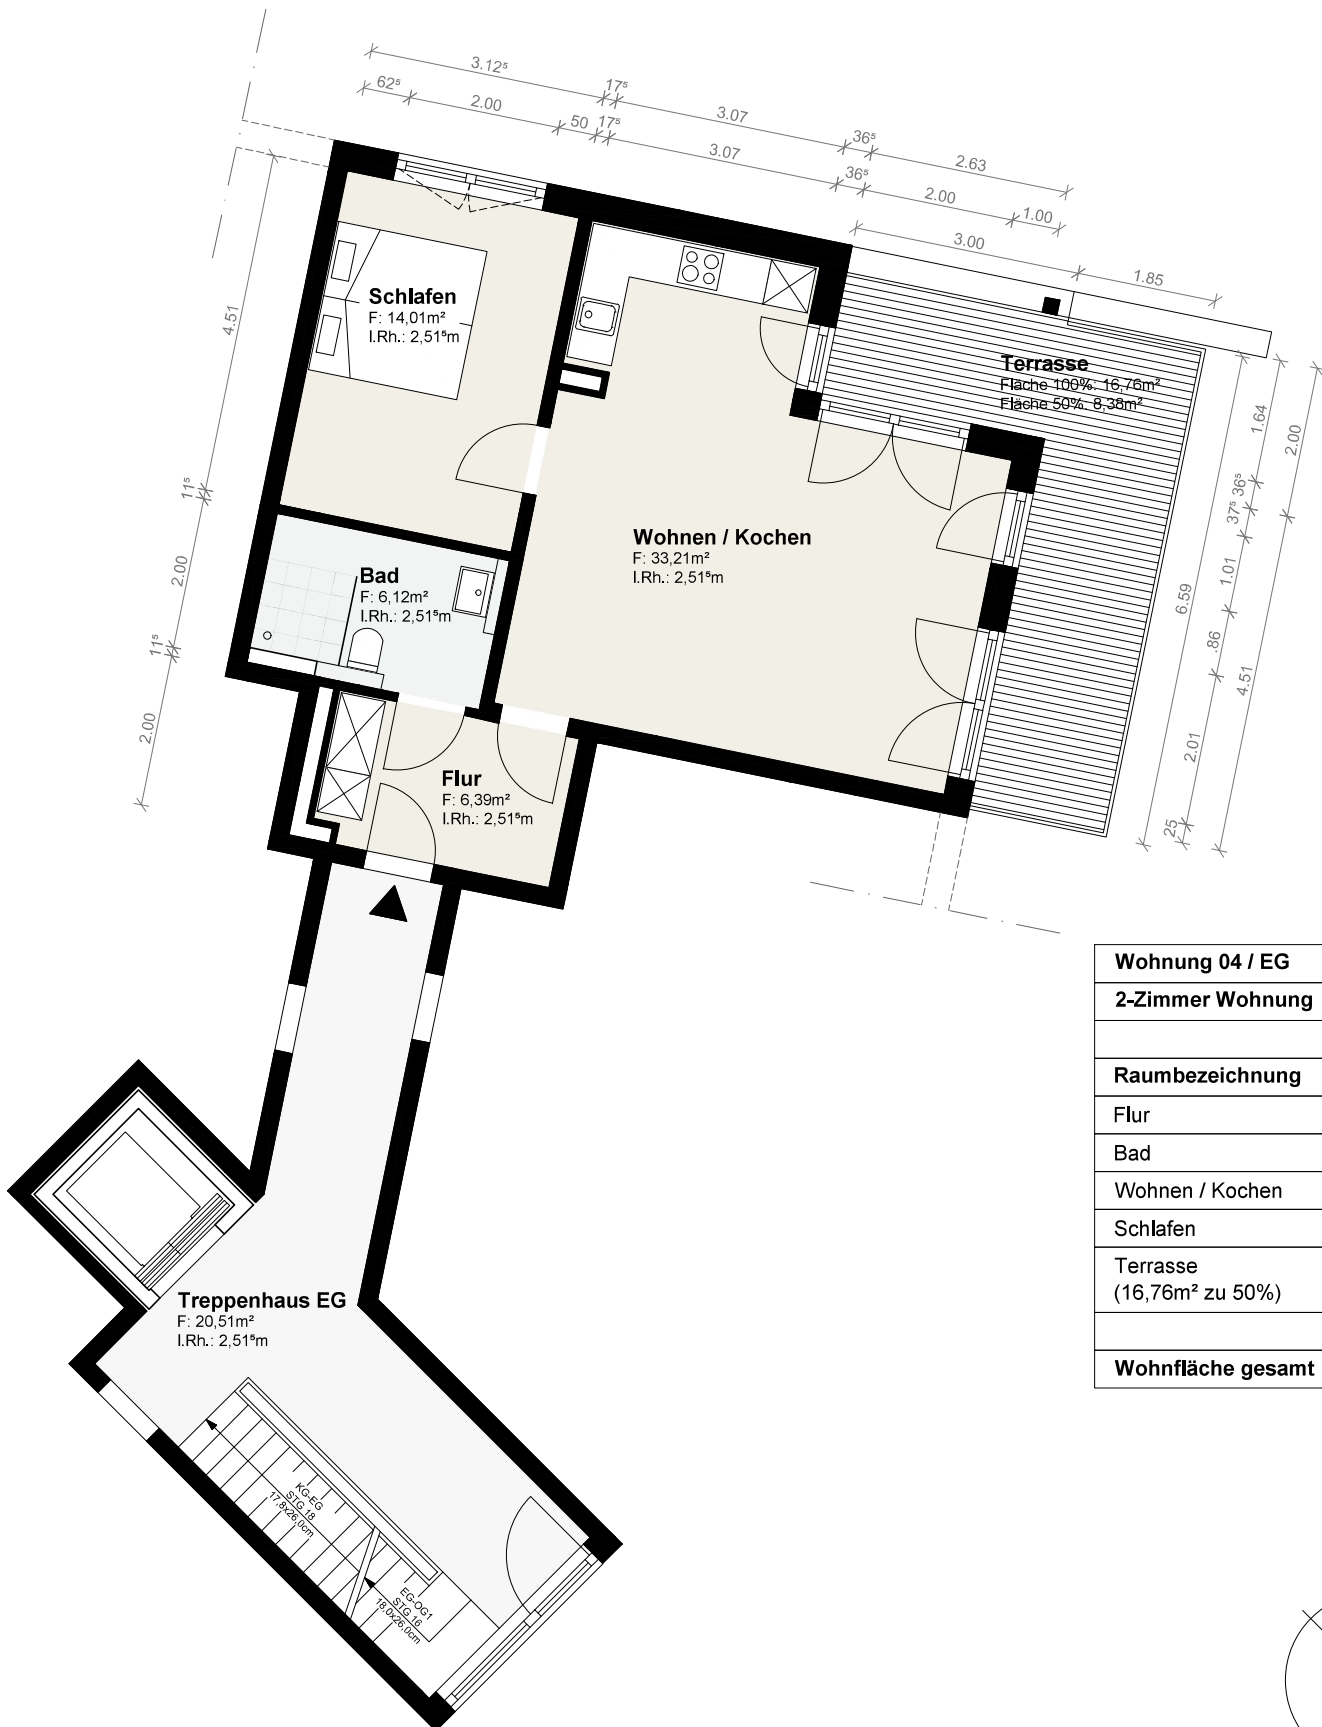 3.12⁵
17⁵
3.07
36⁵
2.63
62⁵
2.00
50
17⁵
3.07
36⁵
2.00
1.00
3.00
1.85
4.51
11⁵
2.00
11⁵
2.00
Schlafen
F: 14,01m²
l.Rh.: 2,51⁵m
Terrasse
Fläche 100%: 16,76m²
Fläche 50%: 8,38m²
1.64
2.00
36⁵
37⁵
1.01
6.59
.86
4.51
2.01
25
Wohnen / Kochen
F: 33,21m²
l.Rh.: 2,51⁵m
Bad
F: 6,12m²
l.Rh.: 2,51⁵m
Flur
F: 6,39m²
l.Rh.: 2,51⁵m
Wohnung 04 / EG
2-Zimmer Wohnung
Raumbezeichnung
Flur
Bad
Wohnen / Kochen
Schlafen
Terrasse
(16,76m² zu 50%)
Wohnfläche gesamt
Treppenhaus EG
F: 20,51m²
l.Rh.: 2,51⁵m
KG-EG
STG 18
17,8x26,0cm
EG-OG1
STG 16
18,0x26,0cm